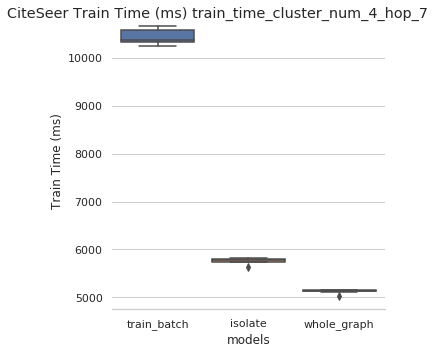 CiteSeer Train Time (ms) train_time_cluster_num_4_hop_7
10000
9000
8000
7000
6000
5000
Train Time (ms)
train_batch isolate whole_graph
models